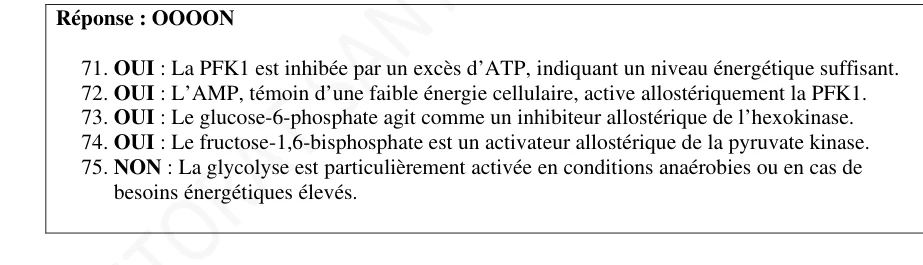 Réponse : OOOON
71. OUI : La PFK1 est inhibée par un excès d'ATP, indiquant un niveau énergétique suffisant.
72. OUI : L'AMP, témoin d'une faible énergie cellulaire, active allostériquement la PFK1.
73. OUI : Le glucose-6-phosphate agit comme un inhibiteur allostérique de l'hexokinase.
74. OUI : Le fructose-1,6-bisphosphate est un activateur allostérique de la pyruvate kinase.
75. NON : La glycolyse est particulièrement activée en conditions anaérobies ou en cas de
besoins énergétiques élevés.